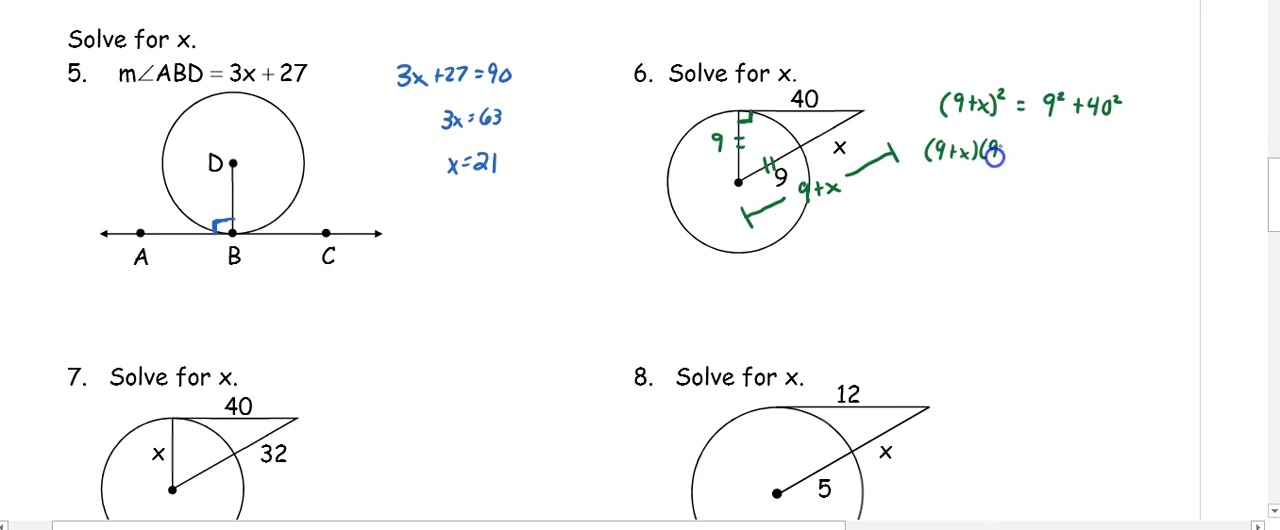 Solve for x.
5. m∠ABD = 3x + 27
3x + 27 = 90
3x = 63
x = 21
D
A
B
C
6. Solve for x.
40
9
x
9
9 + x
(9+x)² = 9² + 40²
(9+x)(9
7. Solve for x.
40
x
32
8. Solve for x.
12
x
5